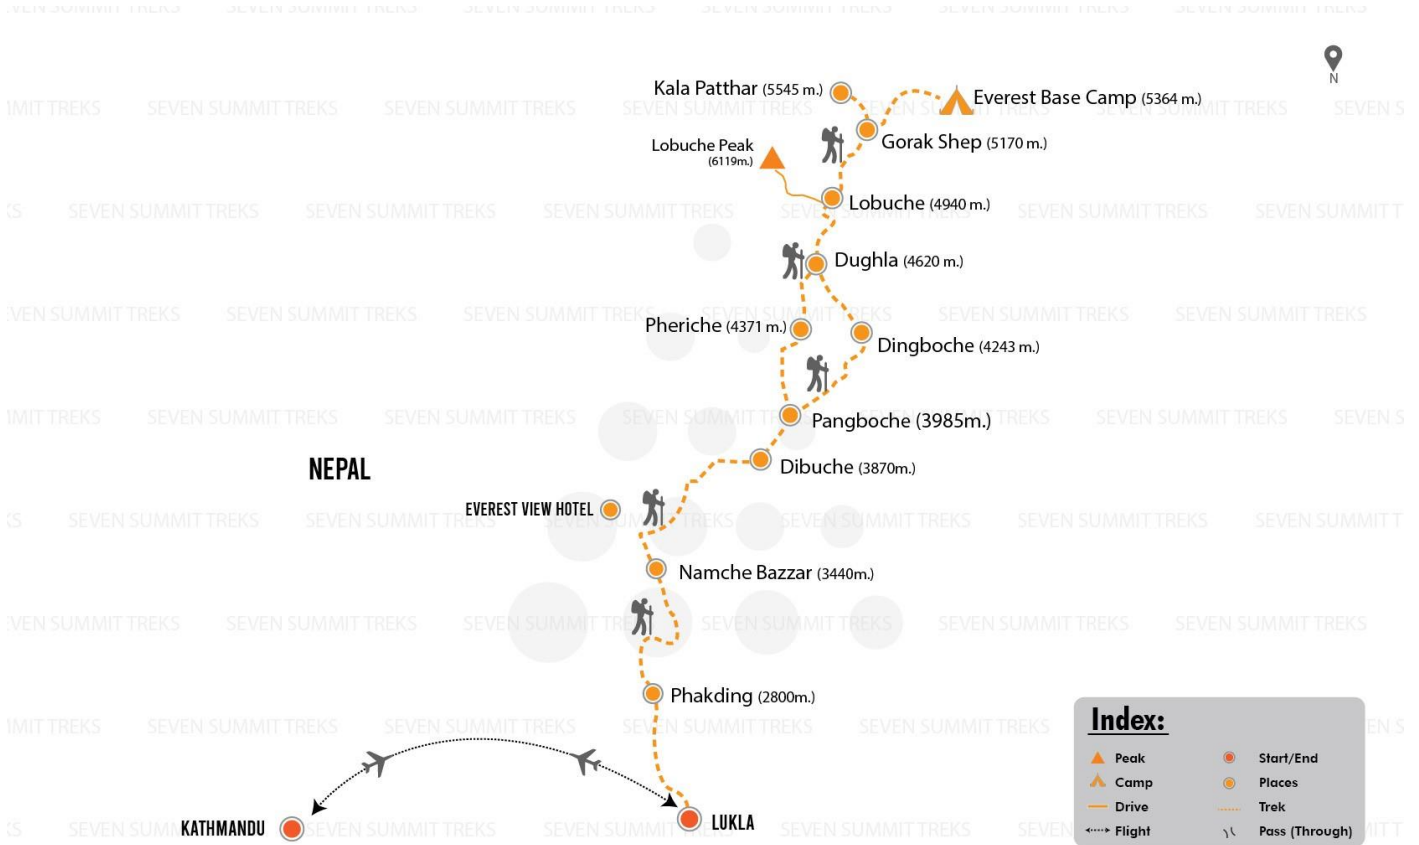 N
Kala Patthar (5545 m.)
Everest Base Camp (5364 m.)
Gorak Shep (5170 m.)
Lobuche Peak
(6119m.)
Lobuche (4940 m.)
Dughla (4620 m.)
Pheriche (4371 m.)
Dingboche (4243 m.)
Pangboche (3985m.)
NEPAL
Dibuche (3870m.)
EVEREST VIEW HOTEL
Namche Bazzar (3440m.)
Phakding (2800m.)
KATHMANDU
LUKLA
Index:
Peak
Start/End
Camp
Places
Drive
Trek
Flight
Pass (Through)
SEVEN SUMMIT TREKS